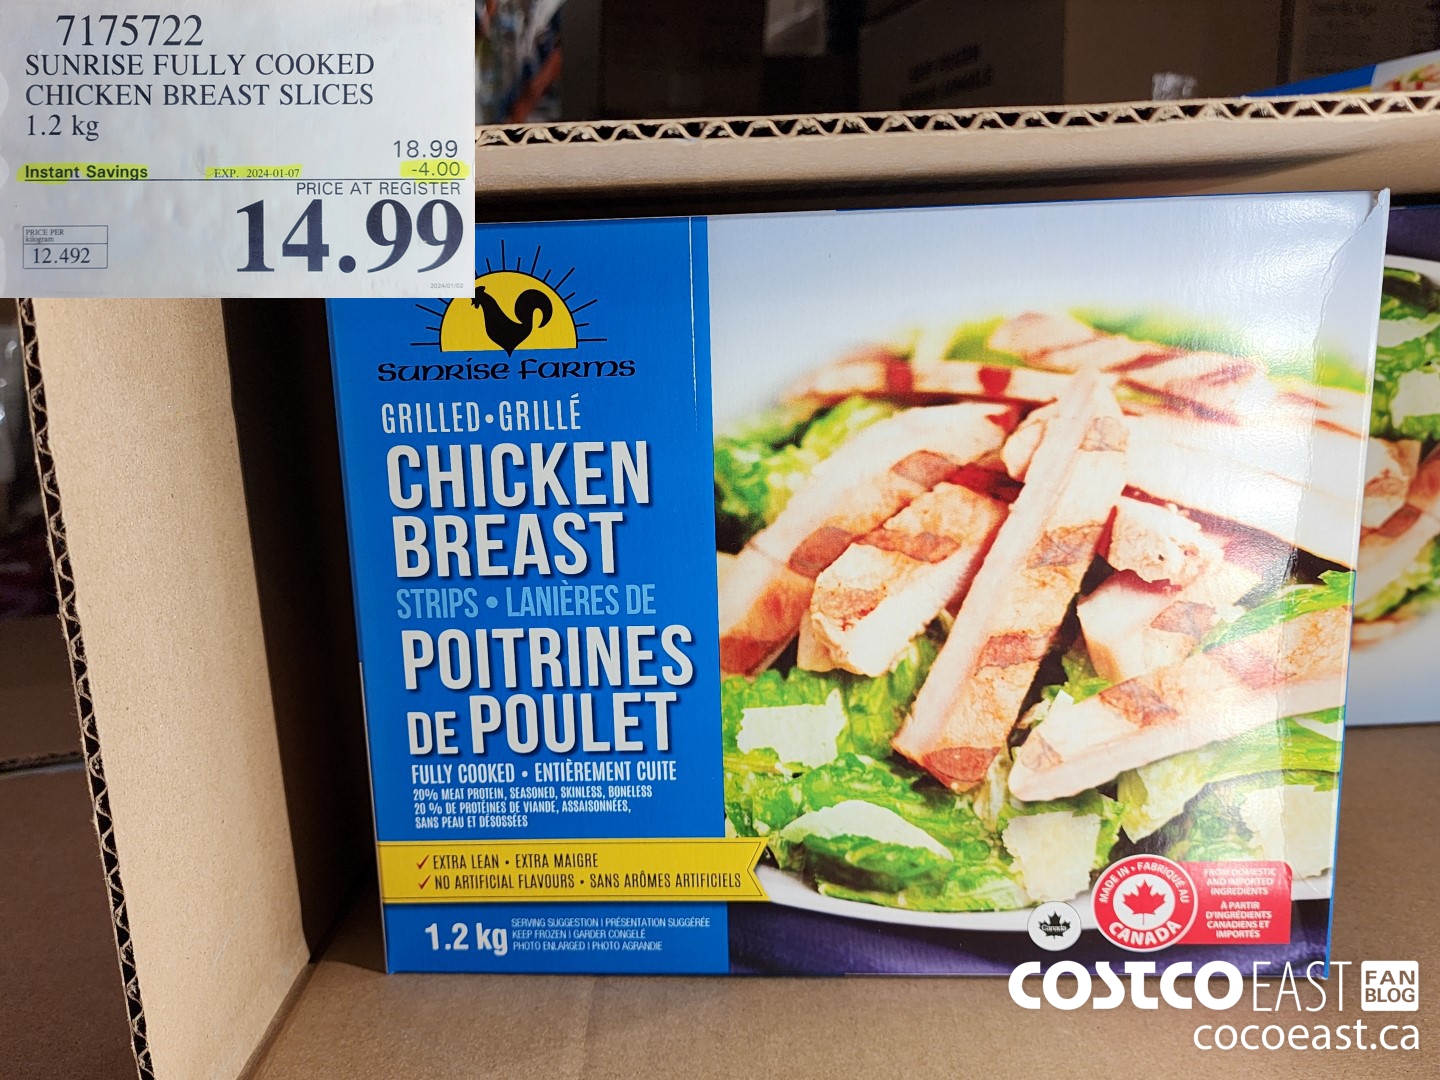 7175722
SUNRISE FULLY COOKED
CHICKEN BREAST SLICES
1.2 kg
18.99
Instant Savings EXP. 2024-01-07 -4.00
PRICE AT REGISTER
14.99
PRICE PER
kilogram
12.492
2024/01/02
SUNRISE FARMS
GRILLED • GRILLÉ
CHICKEN
BREAST
STRIPS • LANIÈRES DE
POITRINES
DE POULET
FULLY COOKED • ENTIÈREMENT CUITE
20% MEAT PROTEIN, SEASONED, SKINLESS, BONELESS
20 % DE PROTÉINES DE VIANDE, ASSAISONNÉES,
SANS PEAU ET DÉSOSSÉES
✓ EXTRA LEAN • EXTRA MAIGRE
✓ NO ARTIFICIAL FLAVOURS • SANS ARÔMES ARTIFICIELS
1.2 kg
SERVING SUGGESTION | PRÉSENTATION SUGGÉRÉE
KEEP FROZEN | GARDER CONGELÉ
PHOTO ENLARGED | PHOTO AGRANDIE
Canada
MADE IN • FABRIQUÉ AU
CANADA
FROM DOMESTIC
AND IMPORTED
INGREDIENTS
À PARTIR
D'INGRÉDIENTS
CANADIENS ET
IMPORTÉS
COSTCO EAST FAN
BLOG
cocoeast.ca